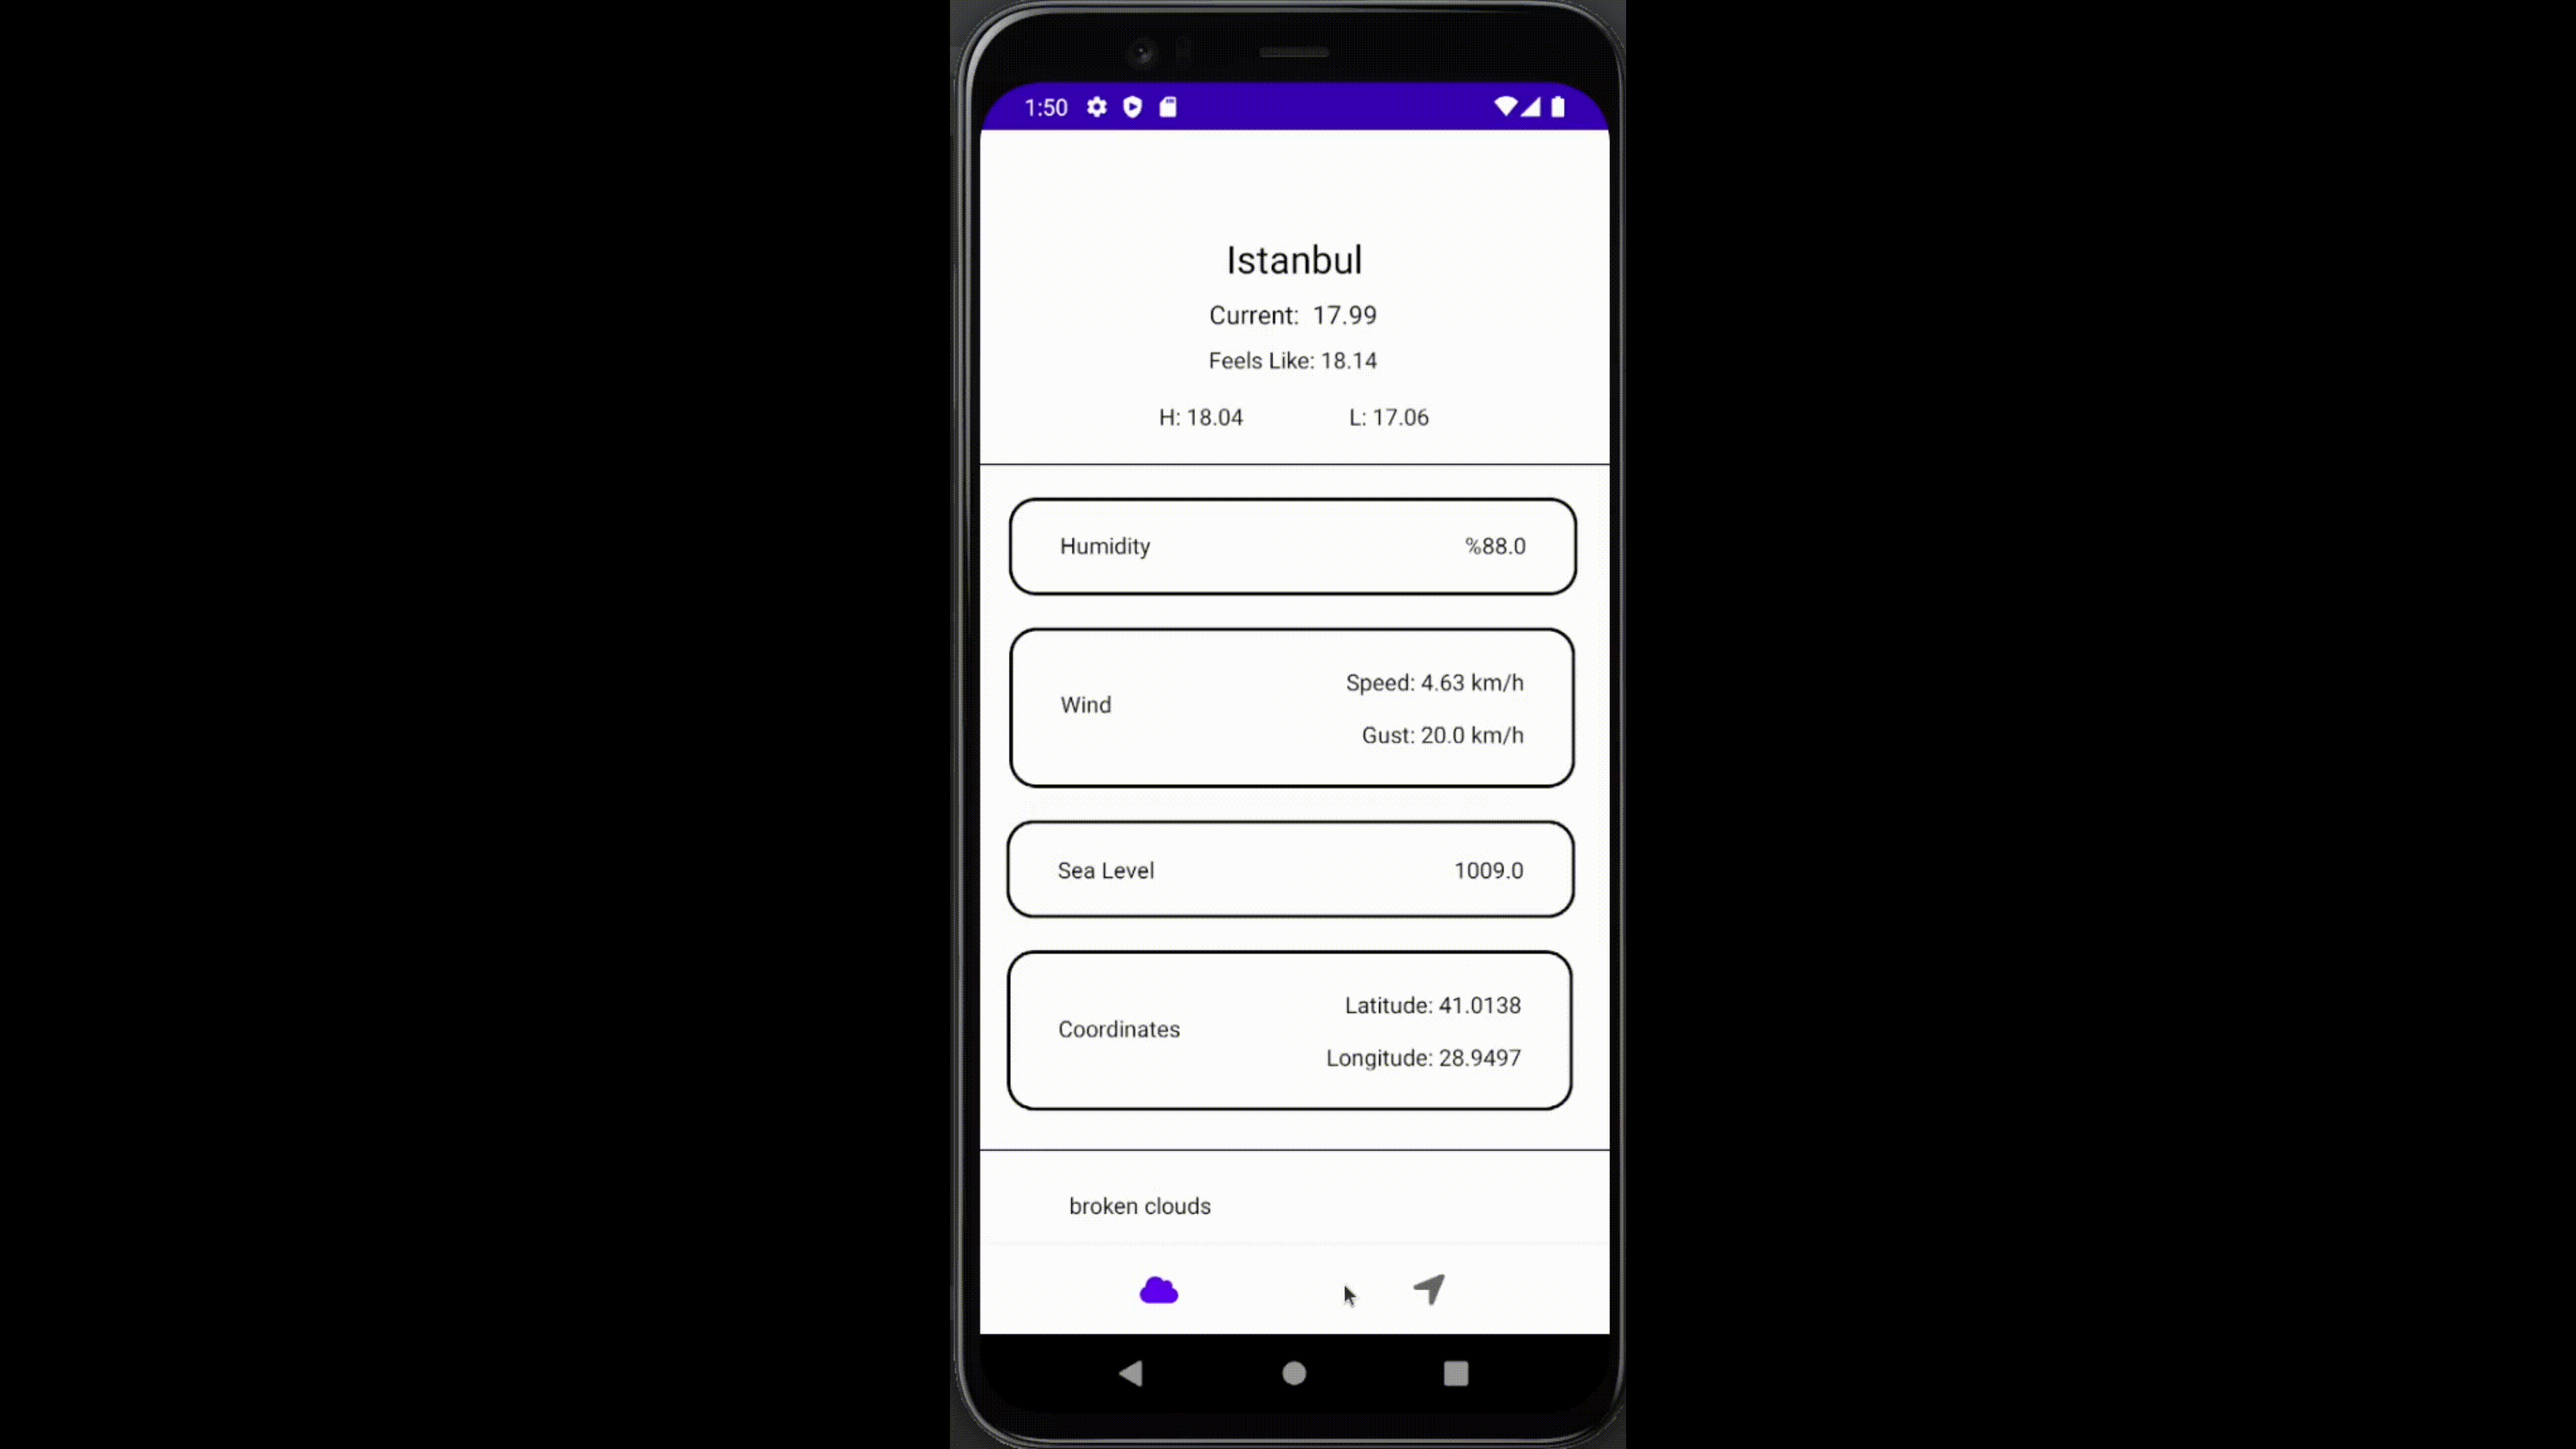 1:50
Istanbul
Current: 17.99
Feels Like: 18.14
H: 18.04 L: 17.06
Humidity %88.0
Wind
Speed: 4.63 km/h
Gust: 20.0 km/h
Sea Level 1009.0
Coordinates
Latitude: 41.0138
Longitude: 28.9497
broken clouds